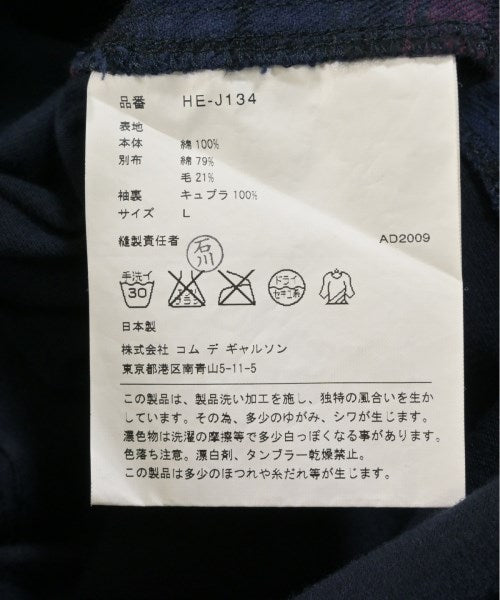 品番 HE-J134
表地
本体 綿 100%
別布 綿 79%
毛 21%
袖裏 キュプラ 100%
サイズ L
縫製責任者 石川 AD2009
手洗イ 30 エンソ サラシ ドライ セキユ系
日本製
株式会社 コム デ ギャルソン
東京都港区南青山5-11-5
この製品は、製品洗い加工を施し、独特の風合いを生か
しています。その為、多少のゆがみ、シワが生じます。
濃色物は洗濯の摩擦等で多少白っぽくなる事があります。
色落ち注意。漂白剤、タンブラー乾燥禁止。
この製品は多少のほつれや糸だれ等が生じます。